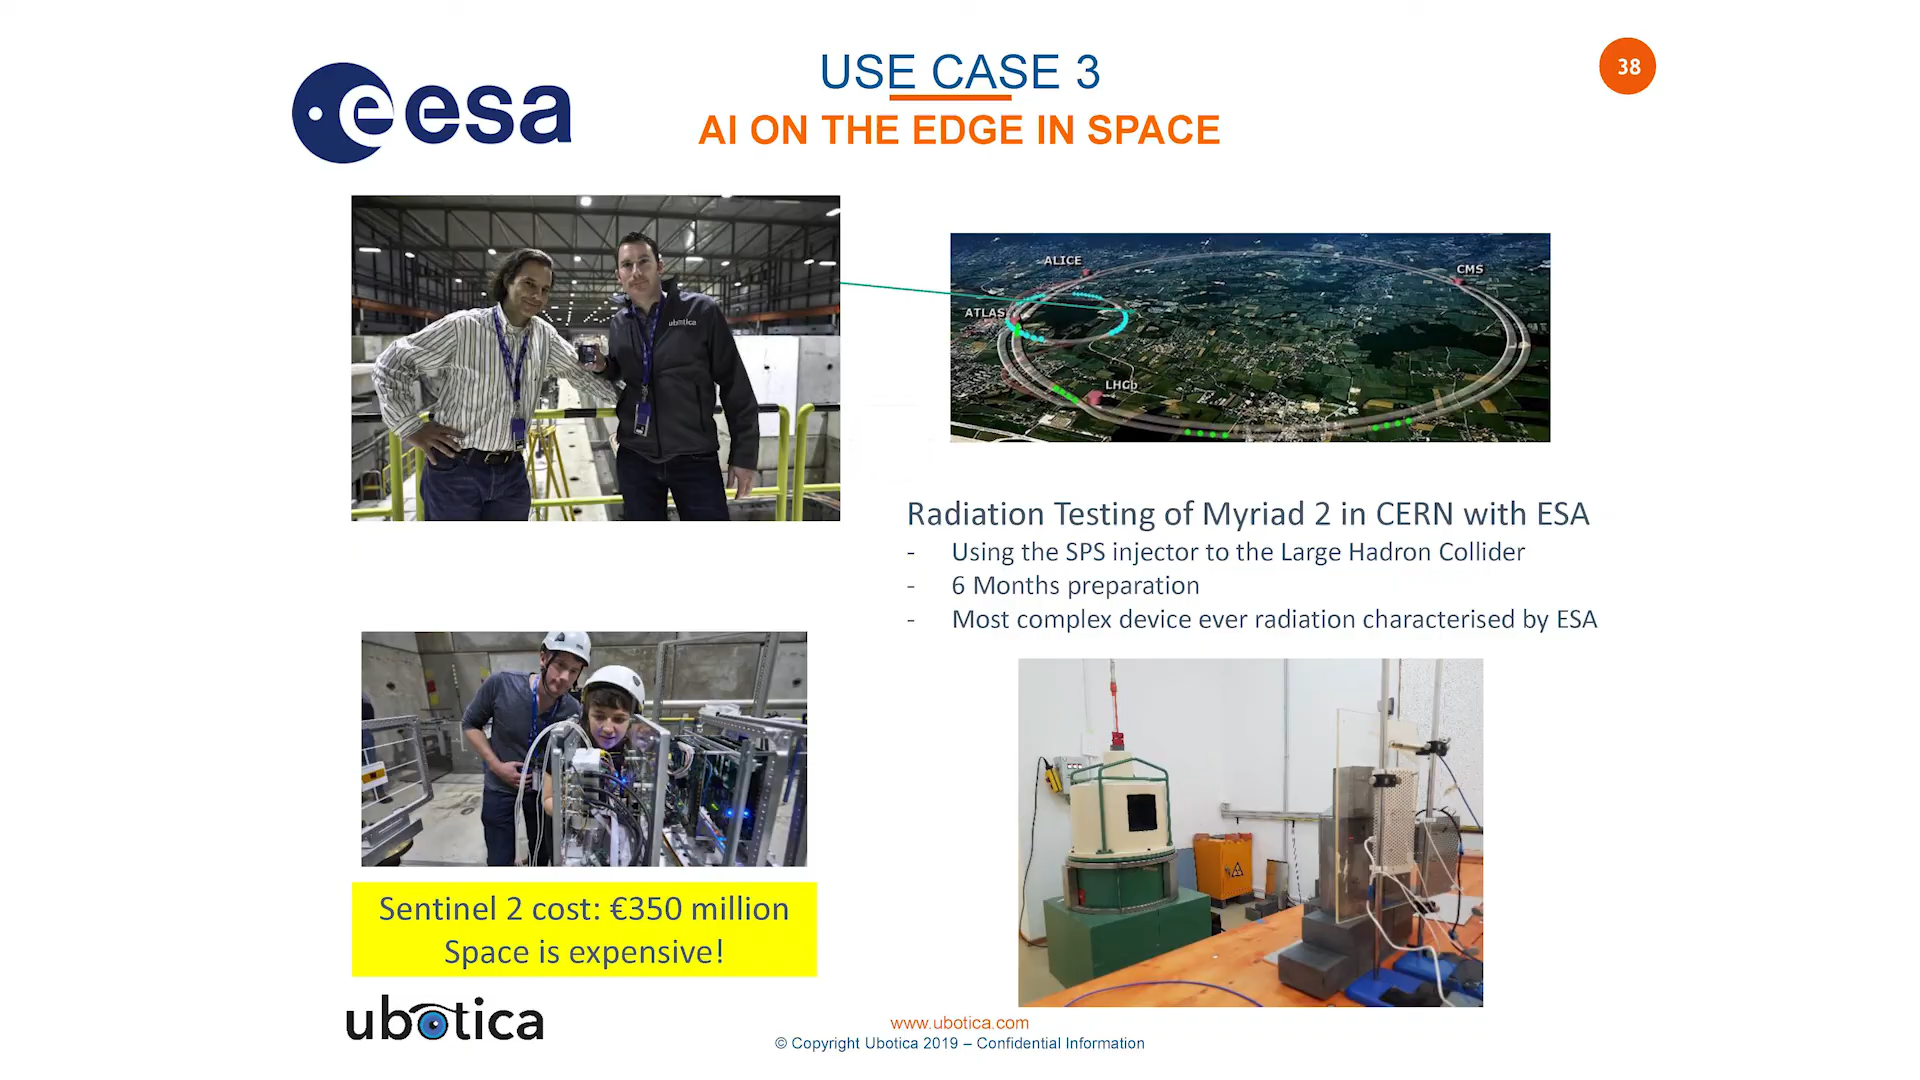 esa
USE CASE 3
AI ON THE EDGE IN SPACE
38
ubotica
ALICE
CMS
ATLAS
LHCb
Radiation Testing of Myriad 2 in CERN with ESA
- Using the SPS injector to the Large Hadron Collider
- 6 Months preparation
- Most complex device ever radiation characterised by ESA
Sentinel 2 cost: €350 million
Space is expensive!
ubotica
www.ubotica.com
© Copyright Ubotica 2019 – Confidential Information